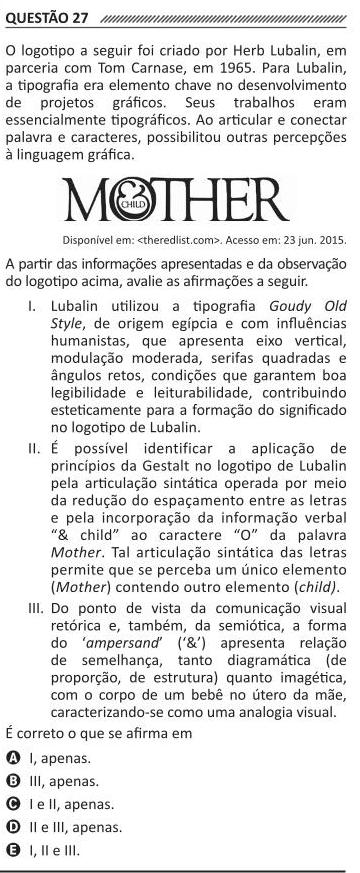 QUESTÃO 27
O logotipo a seguir foi criado por Herb Lubalin, em
parceria com Tom Carnase, em 1965. Para Lubalin,
a tipografia era elemento chave no desenvolvimento
de projetos gráficos. Seus trabalhos eram
essencialmente tipográficos. Ao articular e conectar
palavra e caracteres, possibilitou outras percepções
à linguagem gráfica.
MOTHER
&
CHILD
Disponível em: <theredlist.com>. Acesso em: 23 jun. 2015.
A partir das informações apresentadas e da observação
do logotipo acima, avalie as afirmações a seguir.
I. Lubalin utilizou a tipografia Goudy Old
Style, de origem egípcia e com influências
humanistas, que apresenta eixo vertical,
modulação moderada, serifas quadradas e
ângulos retos, condições que garantem boa
legibilidade e leiturabilidade, contribuindo
esteticamente para a formação do significado
no logotipo de Lubalin.
II. É possível identificar a aplicação de
princípios da Gestalt no logotipo de Lubalin
pela articulação sintática operada por meio
da redução do espaçamento entre as letras
e pela incorporação da informação verbal
“& child” ao caractere “O” da palavra
Mother. Tal articulação sintática das letras
permite que se perceba um único elemento
(Mother) contendo outro elemento (child).
III. Do ponto de vista da comunicação visual
retórica e, também, da semiótica, a forma
do ‘ampersand’ (‘&’) apresenta relação
de semelhança, tanto diagramática (de
proporção, de estrutura) quanto imagética,
com o corpo de um bebê no útero da mãe,
caracterizando-se como uma analogia visual.
É correto o que se afirma em
A I, apenas.
B III, apenas.
C I e II, apenas.
D II e III, apenas.
E I, II e III.